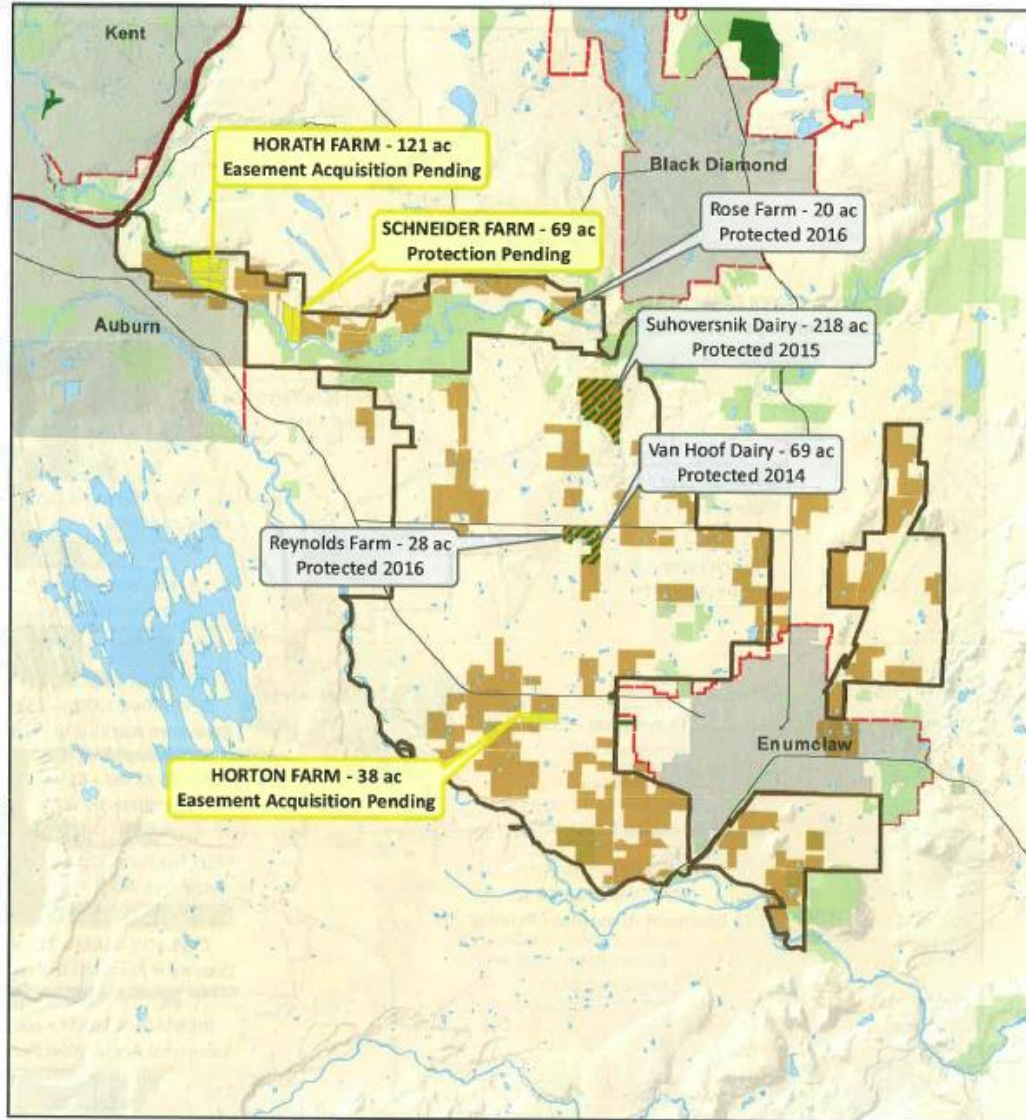 Kent
HORATH FARM - 121 ac
Easement Acquisition Pending
Black Diamond
Rose Farm - 20 ac
Protected 2016
SCHNEIDER FARM - 69 ac
Protection Pending
Auburn
Suhoversnik Dairy - 218 ac
Protected 2015
Van Hoof Dairy - 69 ac
Protected 2014
Reynolds Farm - 28 ac
Protected 2016
Enumclaw
HORTON FARM - 38 ac
Easement Acquisition Pending